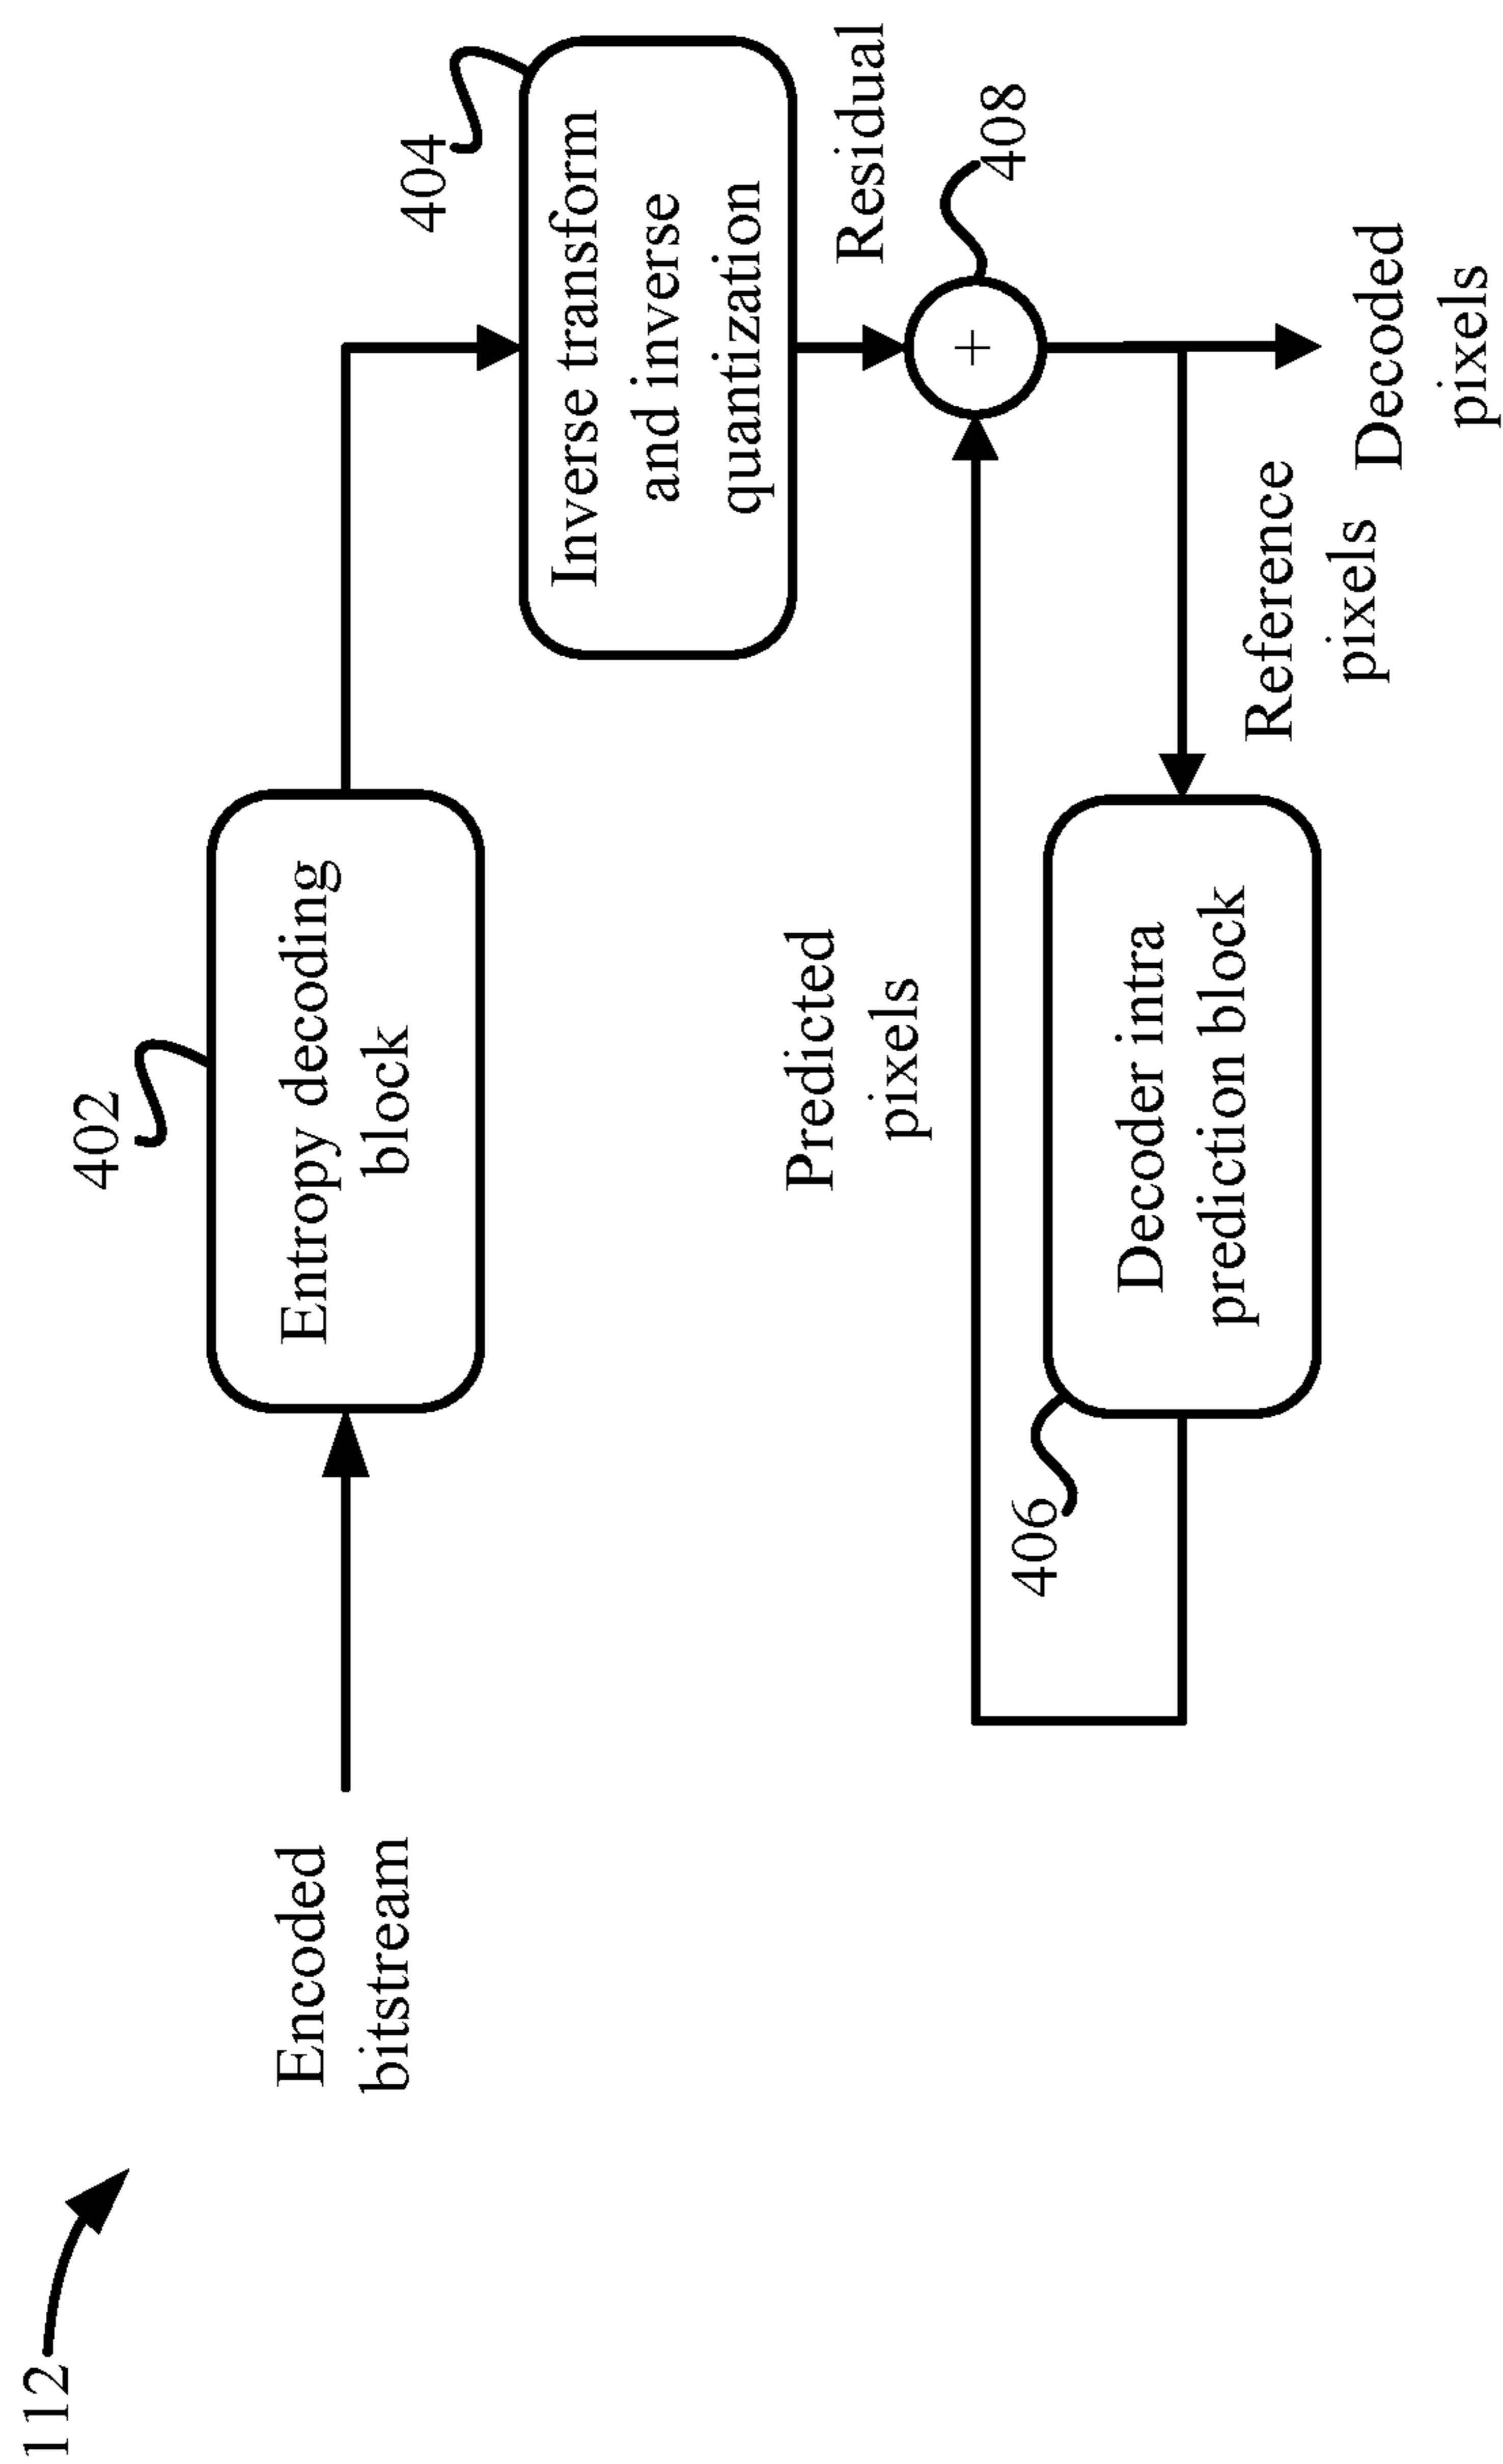 112
402
Entropy decoding
block
Encoded
bitstream
404
Inverse transform
and inverse
quantization
Predicted
pixels
Residual
406
408
Decoder intra
prediction block
Reference
pixels
Decoded
pixels